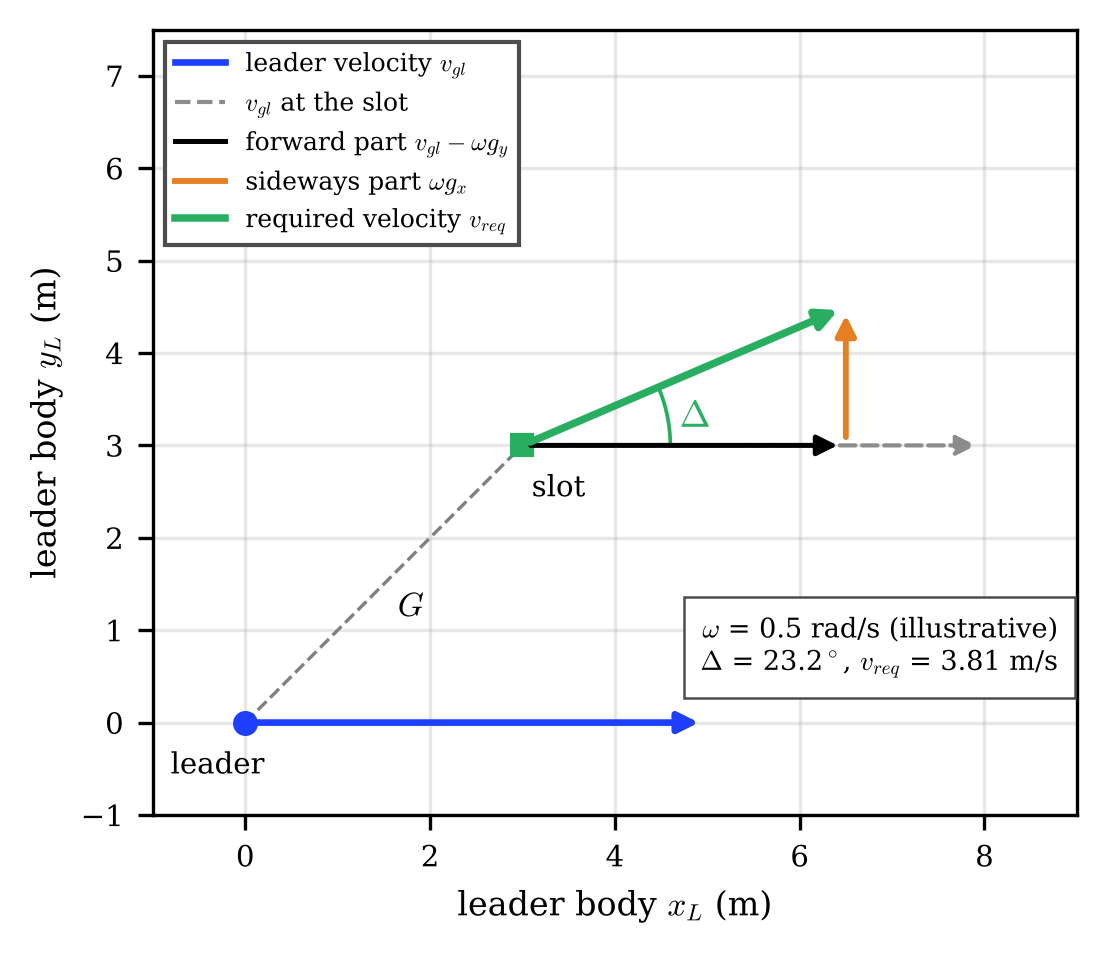 leader velocity v_gl
v_gl at the slot
forward part v_gl − ωg_y
sideways part ωg_x
required velocity v_req
7
6
5
4
3
2
1
0
−1
leader body y_L (m)
Δ
slot
G
ω = 0.5 rad/s (illustrative)
Δ = 23.2°, v_req = 3.81 m/s
leader
0 2 4 6 8
leader body x_L (m)